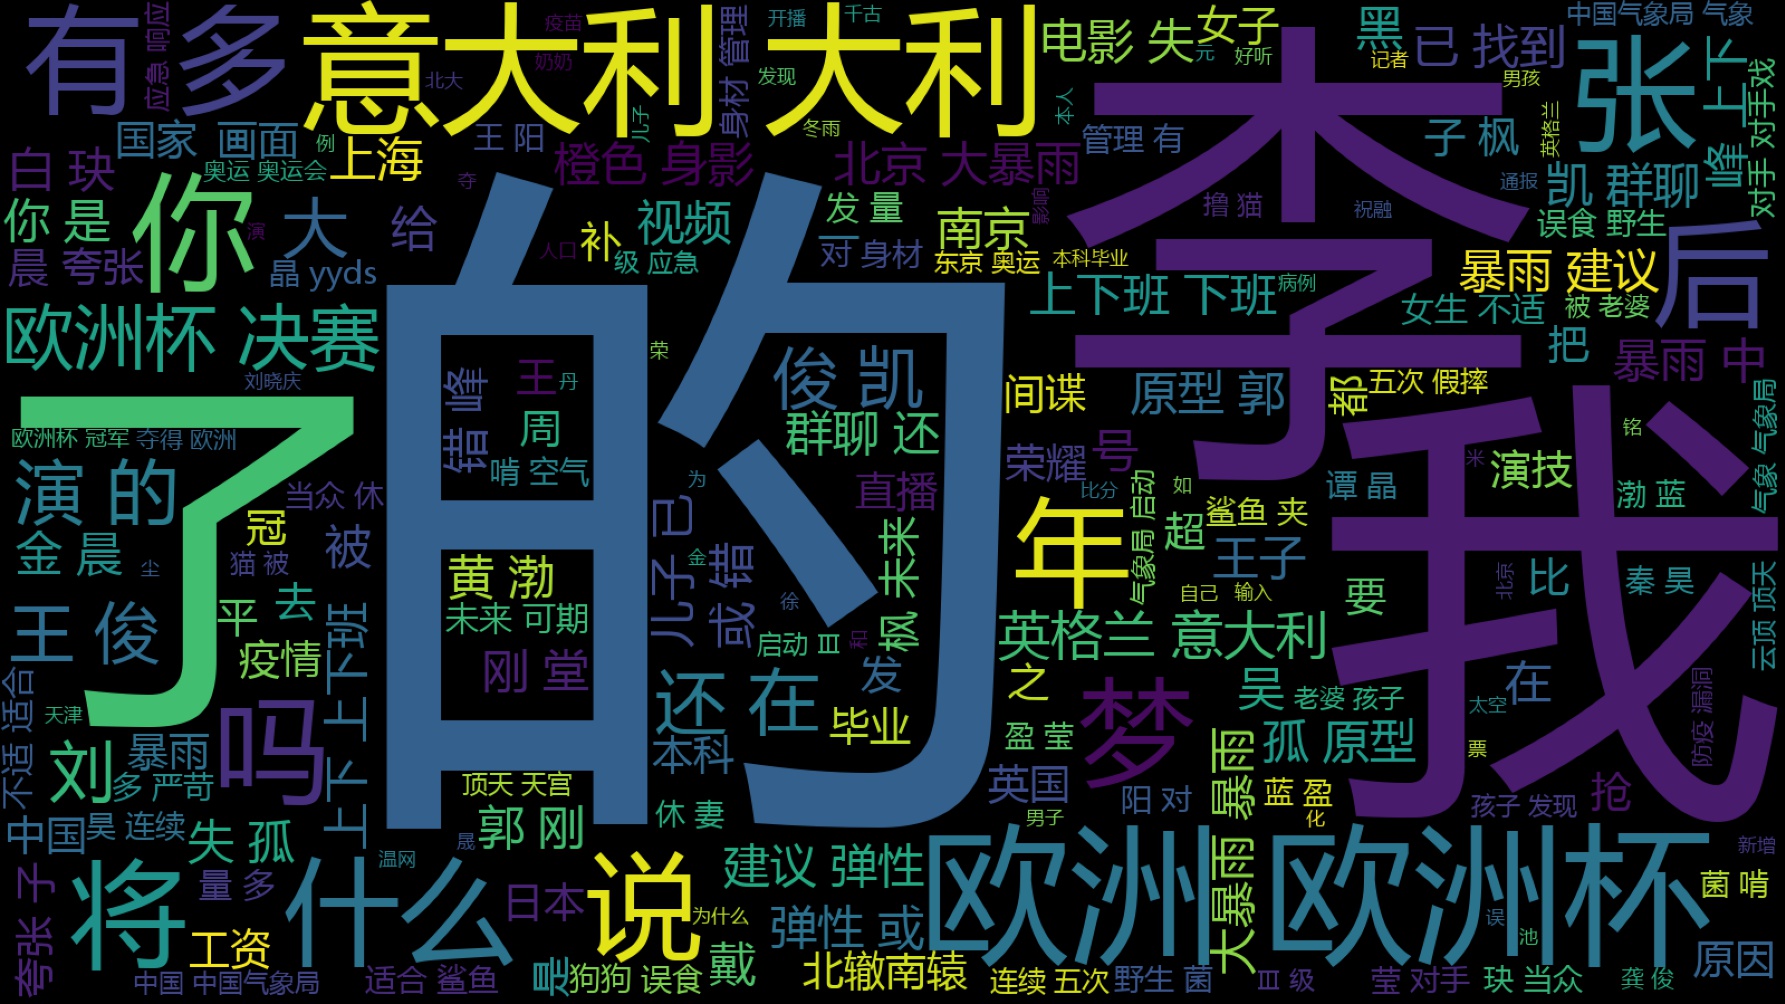 有多
应急 响应
意大利 大利
疫苗
奶奶
北大
儿子
身材 管理
开播
千古
发现
冬雨
电影 失
女子
元
好听
本人
李
黑
记者
已 找到
男孩
中国气象局 气象
张
上下
对手 对手戏
英格兰
子 枫
峰
管理 有
国家 画面
例
上海
奥运 奥运会
白 玦
王 阳
夺
橙色 身影
北京 大暴雨
通报
凯 群聊
撸 猫
祝融
影响
误食 野生
你 是
你
演
大
给
人口
补
视频
级 应急
发 量
对 身材
南京
东京 奥运
本科毕业
暴雨 建议
后
晨 夸张
晶 yyds
的
上下班 下班
病例
女生 不适
被 老婆
把
暴雨 中
欧洲杯 决赛
刘晓庆
荣
王
丹
错 峰
周
啃 空气
俊 凯
群聊 还
直播
间谍
原型 郭
都
五次 假摔
我
了
欧洲杯 冠军
夺得 欧洲
演 的
当众 休
冠
被
猫 被
金 晨
尘
荣耀
号
比分
如
年
气象局 启动
超
鲨鱼 夹
谭 晶
米
演技
铭
渤 蓝
气象 气象局
为
儿子 已
或 错
金
枫 未来
徐
和
黄 渤
未来 可期
刚 堂
启动 Ⅲ
王子
自己
输入
北京
比
秦 昊
云顶 顶天
要
王 俊
平
去
疫情
上下 上下班
英格兰 意大利
还 在
发
之
梦
吴
老婆 孩子
在
太空
防疫 漏洞
不适 适合
天津
吗
刘
暴雨
多 严苛
本科
毕业
盈 莹
大暴雨 暴雨
孤 原型
票
顶天 天宫
郭 刚
休 妻
英国
阳 对
男子
蓝 盈
化
孩子 发现
抢
中国
昊 连续
失 孤
晟
温网
夸张 张 子
将
量 多
什么
日本
说
建议 弹性
为什么
弹性 或
欧洲 欧洲杯
新增
菌 啃
误
池
工资
中国 中国气象局
适合 鲨鱼
是
狗狗 误食
戴
北辙南辕
连续 五次
野生 菌
Ⅲ 级
莹 对手
玦 当众
龚 俊
原因